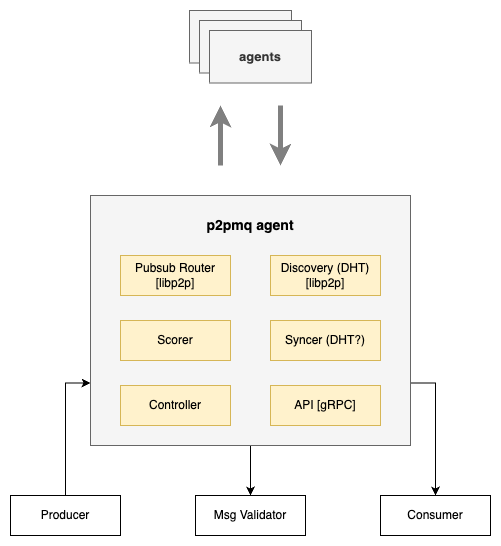 agents
p2pmq agent
Pubsub Router
[libp2p]
Discovery (DHT)
[libp2p]
Scorer
Syncer (DHT?)
Controller
API [gRPC]
Producer
Msg Validator
Consumer